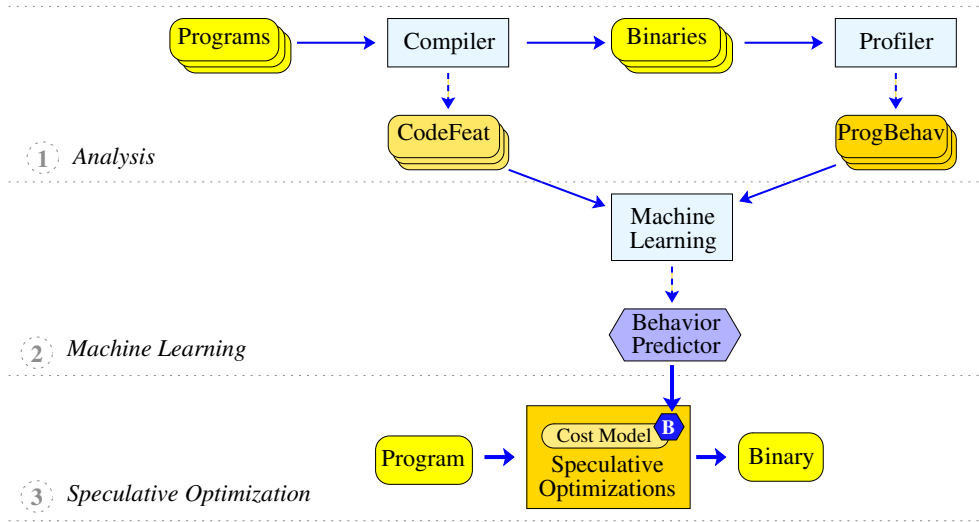 Programs
Compiler
Binaries
Profiler
CodeFeat
ProgBehav
1 Analysis
Machine
Learning
Behavior
Predictor
2 Machine Learning
B
Cost Model
Program
Speculative
Optimizations
Binary
3 Speculative Optimization